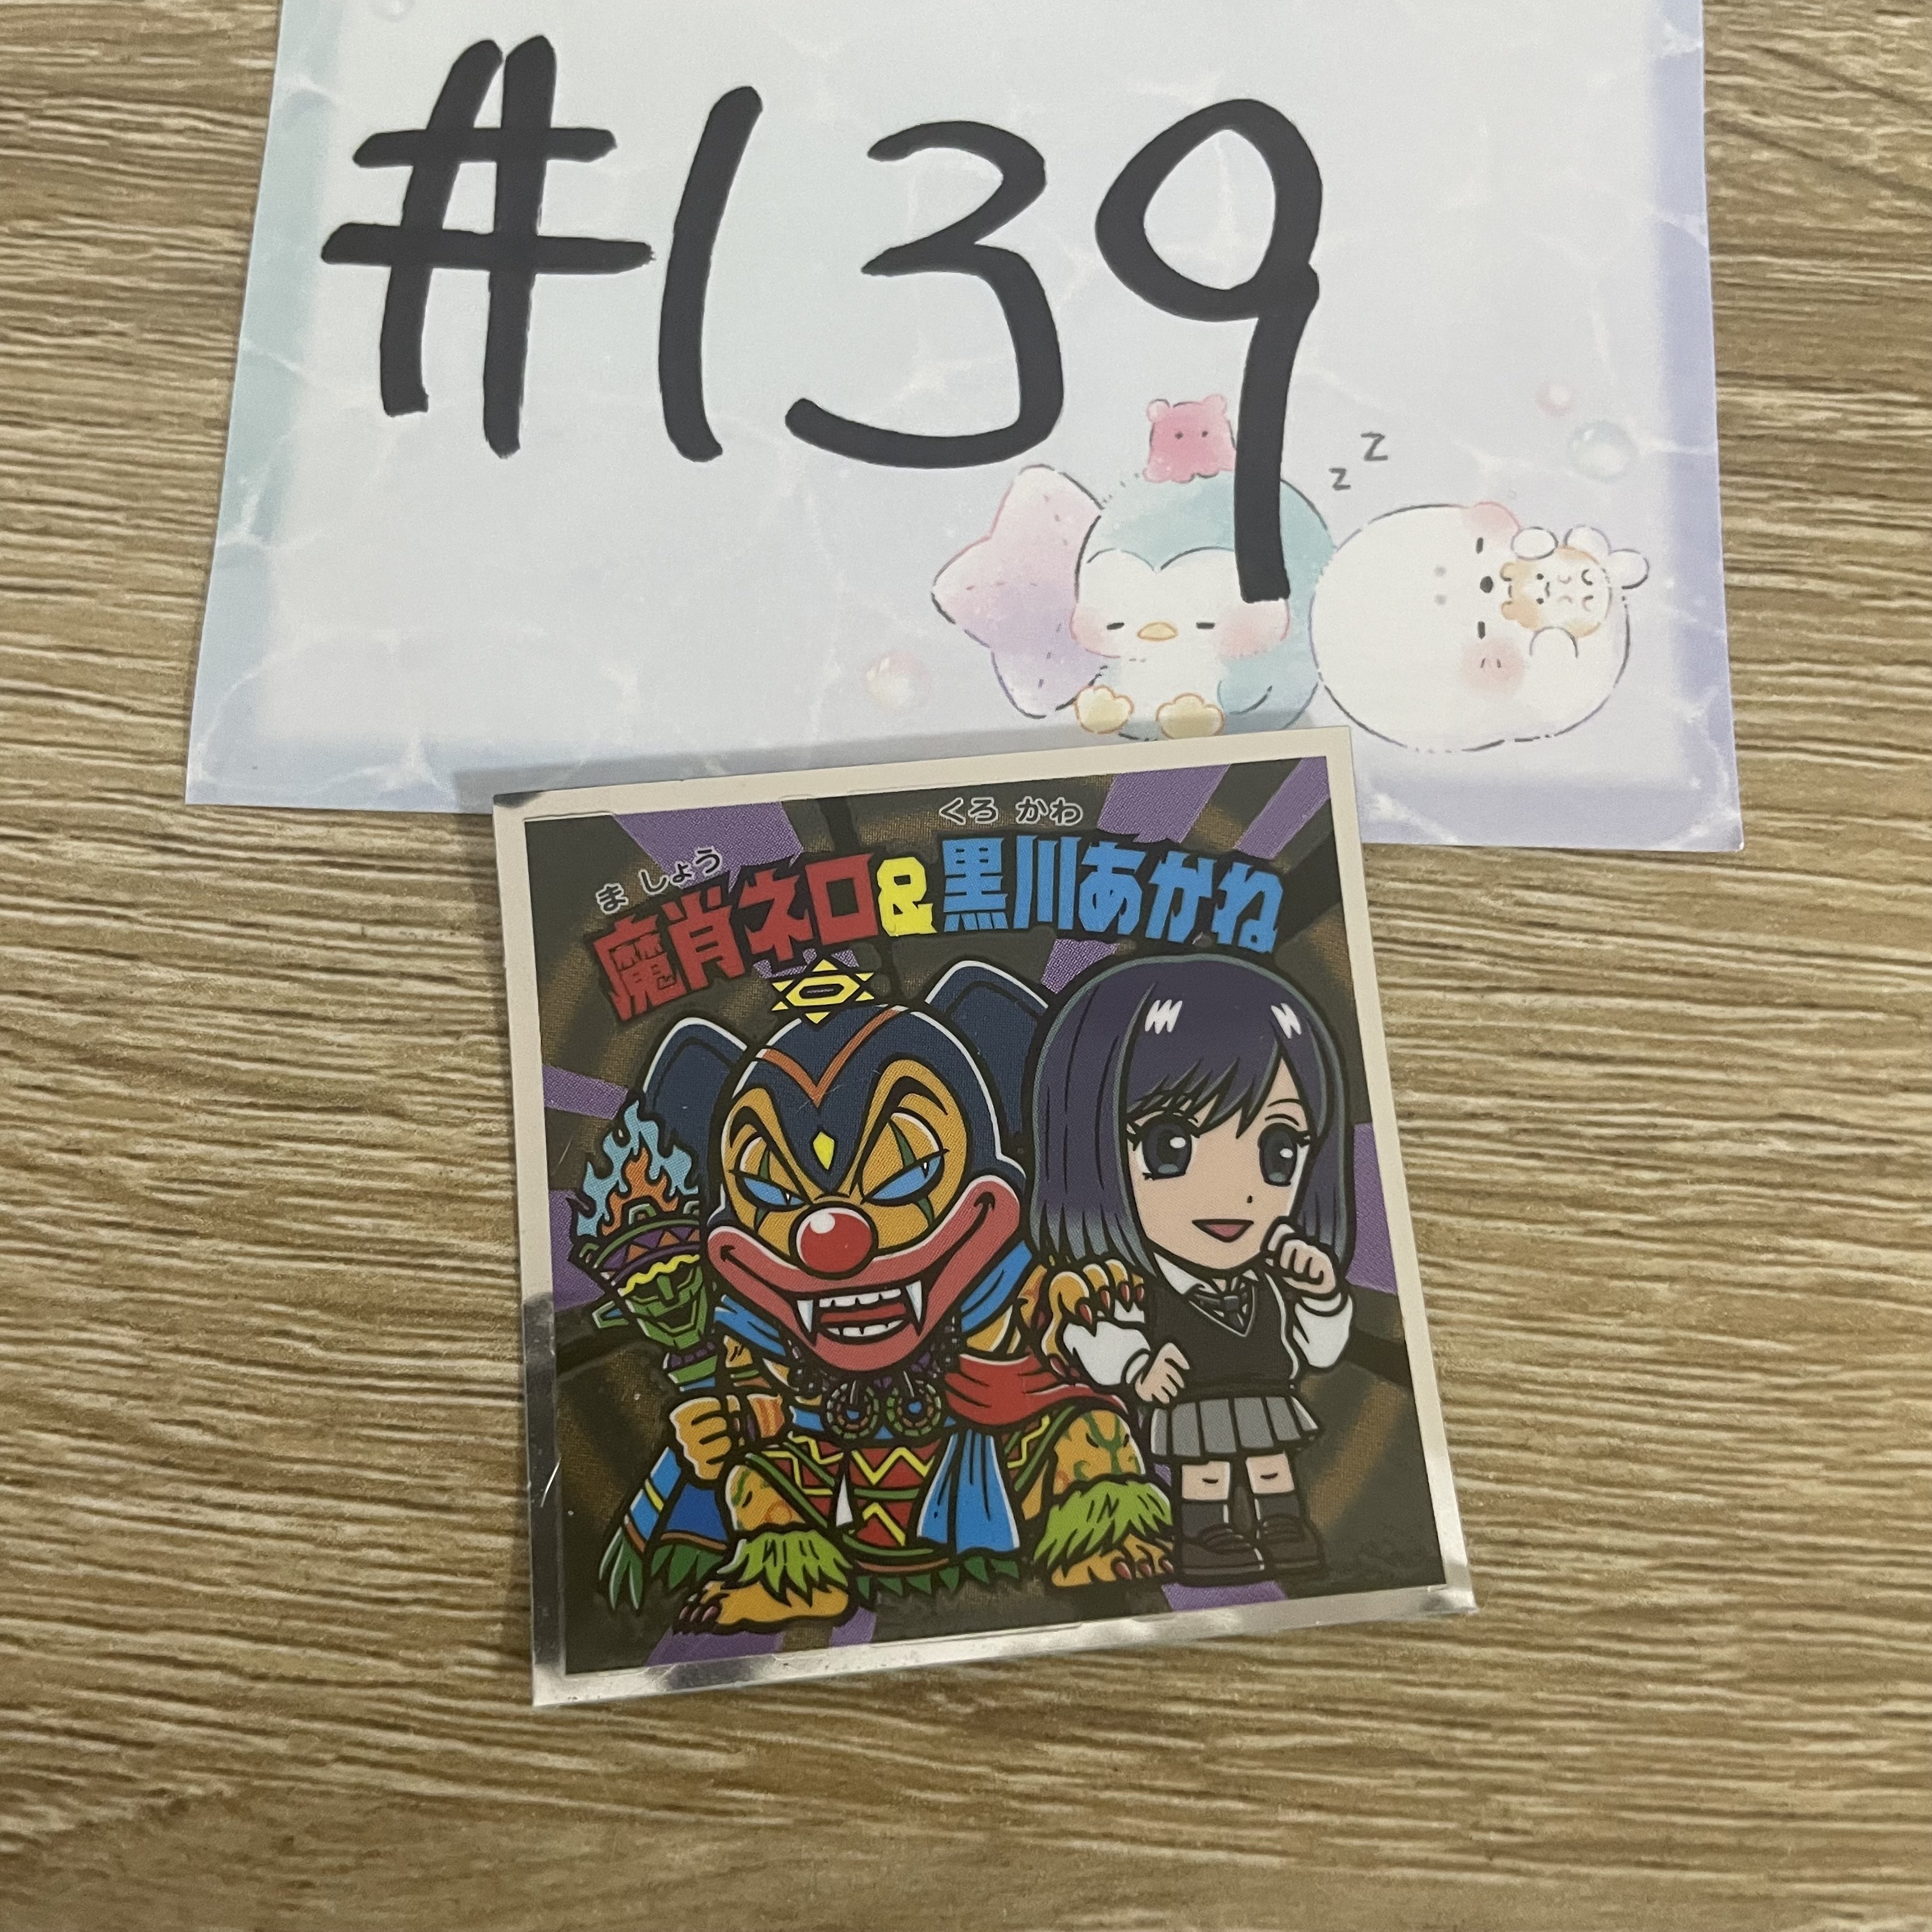 #139
z
z
ま しょう くろ かわ
魔肖ネロ&黒川あかね